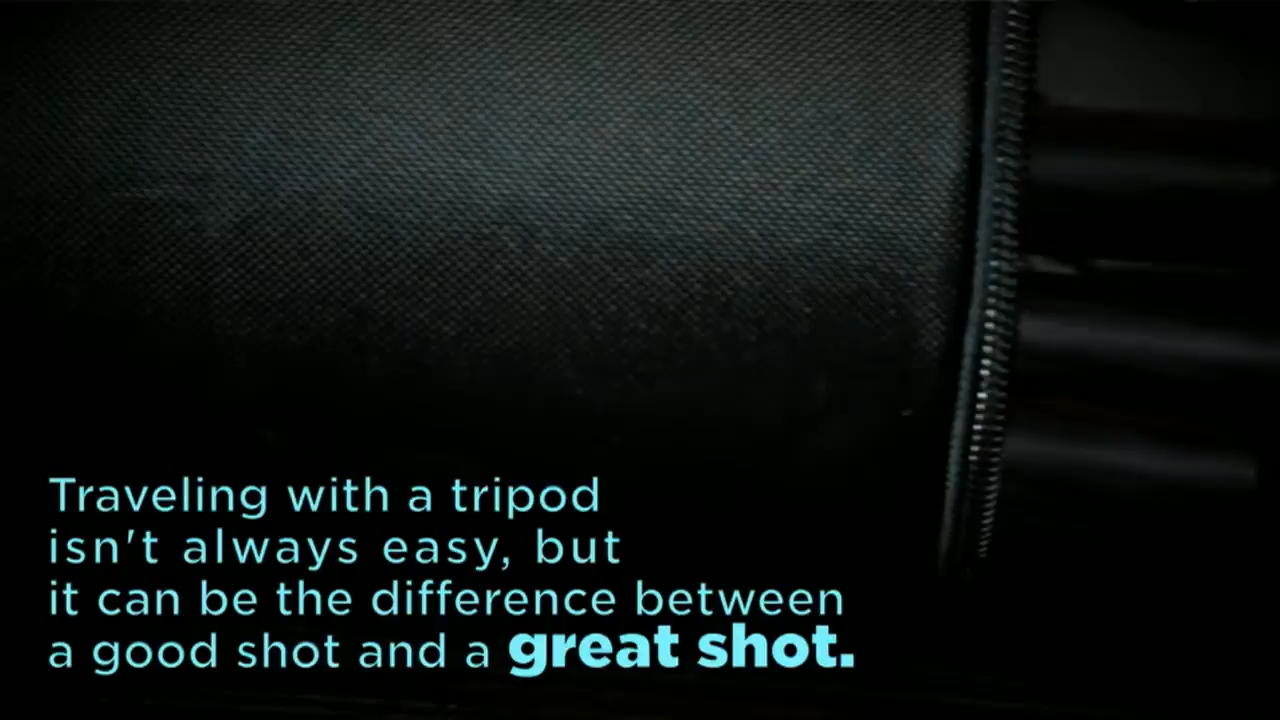 Traveling with a tripod
isn't always easy, but
it can be the difference between
a good shot and a great shot.